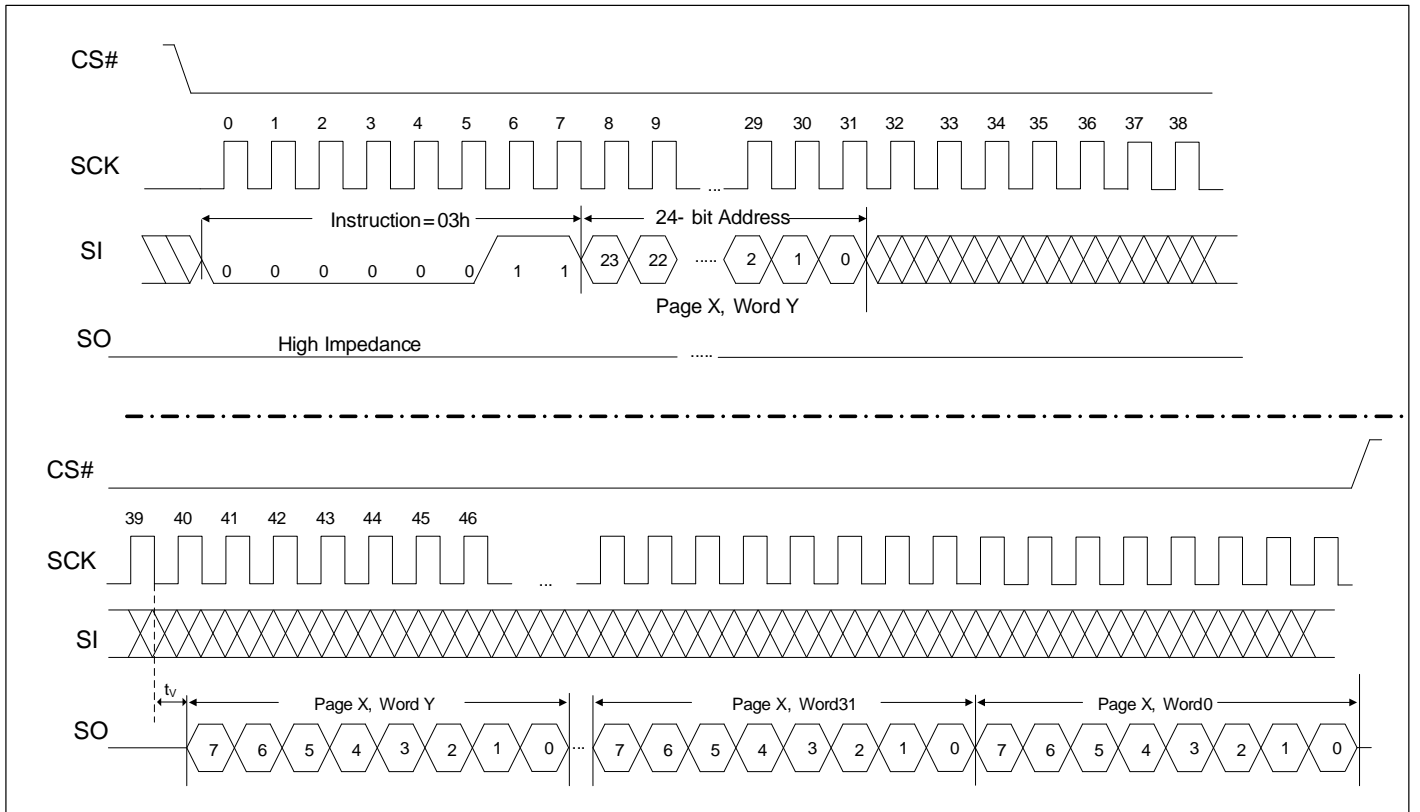 CS#
0 1 2 3 4 5 6 7 8 9 29 30 31 32 33 34 35 36 37 38
SCK
...
Instruction=03h
24- bit Address
SI
0 0 0 0 0 0 1 1 23 22 ..... 2 1 0
Page X, Word Y
SO
High Impedance
.....
CS#
39 40 41 42 43 44 45 46
SCK
...
SI
tV
Page X, Word Y
Page X, Word31
Page X, Word0
SO
7 6 5 4 3 2 1 0 ... 7 6 5 4 3 2 1 0 7 6 5 4 3 2 1 0